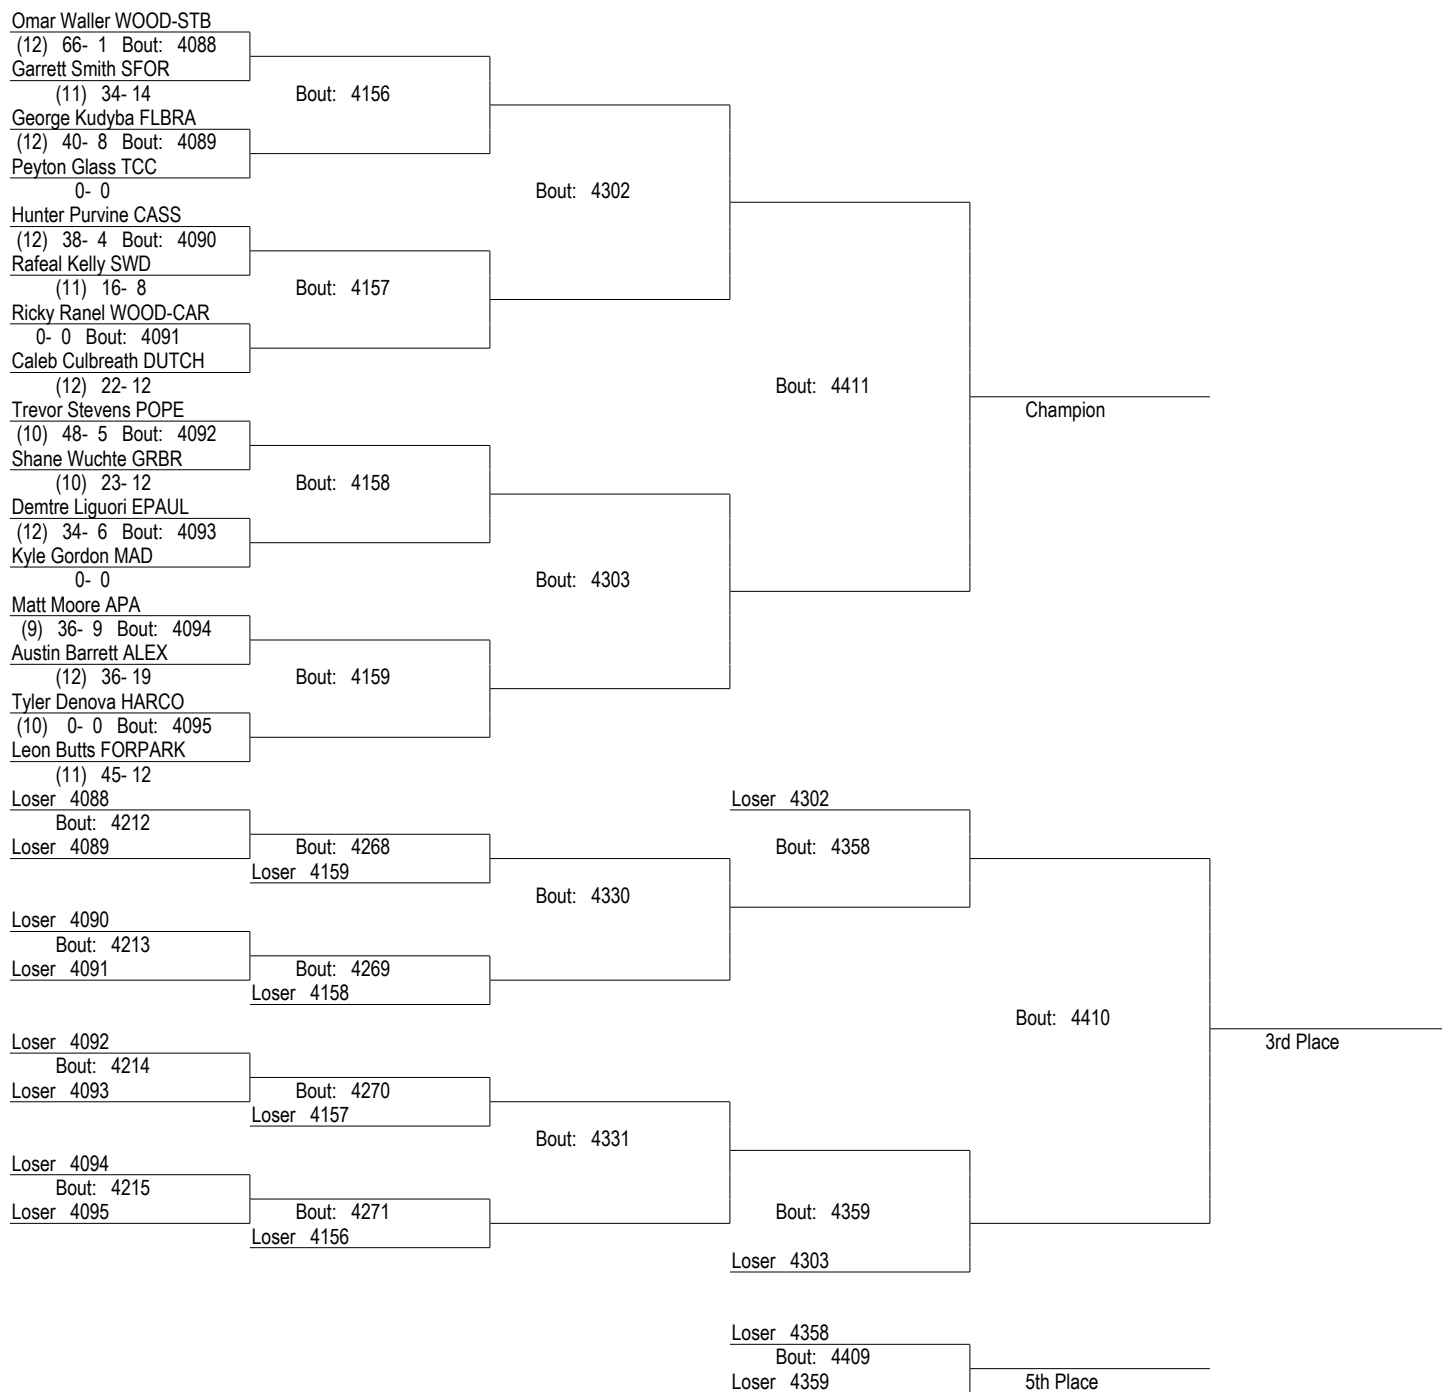 Omar Waller WOOD-STB
(12) 66- 1 Bout: 4088
Garrett Smith SFOR
(11) 34- 14
Bout: 4156
George Kudyba FLBRA
(12) 40- 8 Bout: 4089
Peyton Glass TCC
0- 0
Bout: 4302
Hunter Purvine CASS
(12) 38- 4 Bout: 4090
Rafeal Kelly SWD
(11) 16- 8
Bout: 4157
Ricky Ranel WOOD-CAR
0- 0 Bout: 4091
Caleb Culbreath DUTCH
(12) 22- 12
Bout: 4411
Champion
Trevor Stevens POPE
(10) 48- 5 Bout: 4092
Shane Wuchte GRBR
(10) 23- 12
Bout: 4158
Demtre Liguori EPAUL
(12) 34- 6 Bout: 4093
Kyle Gordon MAD
0- 0
Bout: 4303
Matt Moore APA
(9) 36- 9 Bout: 4094
Austin Barrett ALEX
(12) 36- 19
Bout: 4159
Tyler Denova HARCO
(10) 0- 0 Bout: 4095
Leon Butts FORPARK
(11) 45- 12
Loser 4088
Bout: 4212
Loser 4089
Bout: 4268
Loser 4159
Loser 4302
Bout: 4358
Bout: 4330
Loser 4090
Bout: 4213
Loser 4091
Bout: 4269
Loser 4158
Bout: 4410
3rd Place
Loser 4092
Bout: 4214
Loser 4093
Bout: 4270
Loser 4157
Bout: 4331
Loser 4094
Bout: 4215
Loser 4095
Bout: 4271
Loser 4156
Bout: 4359
Loser 4303
Loser 4358
Bout: 4409
Loser 4359
5th Place